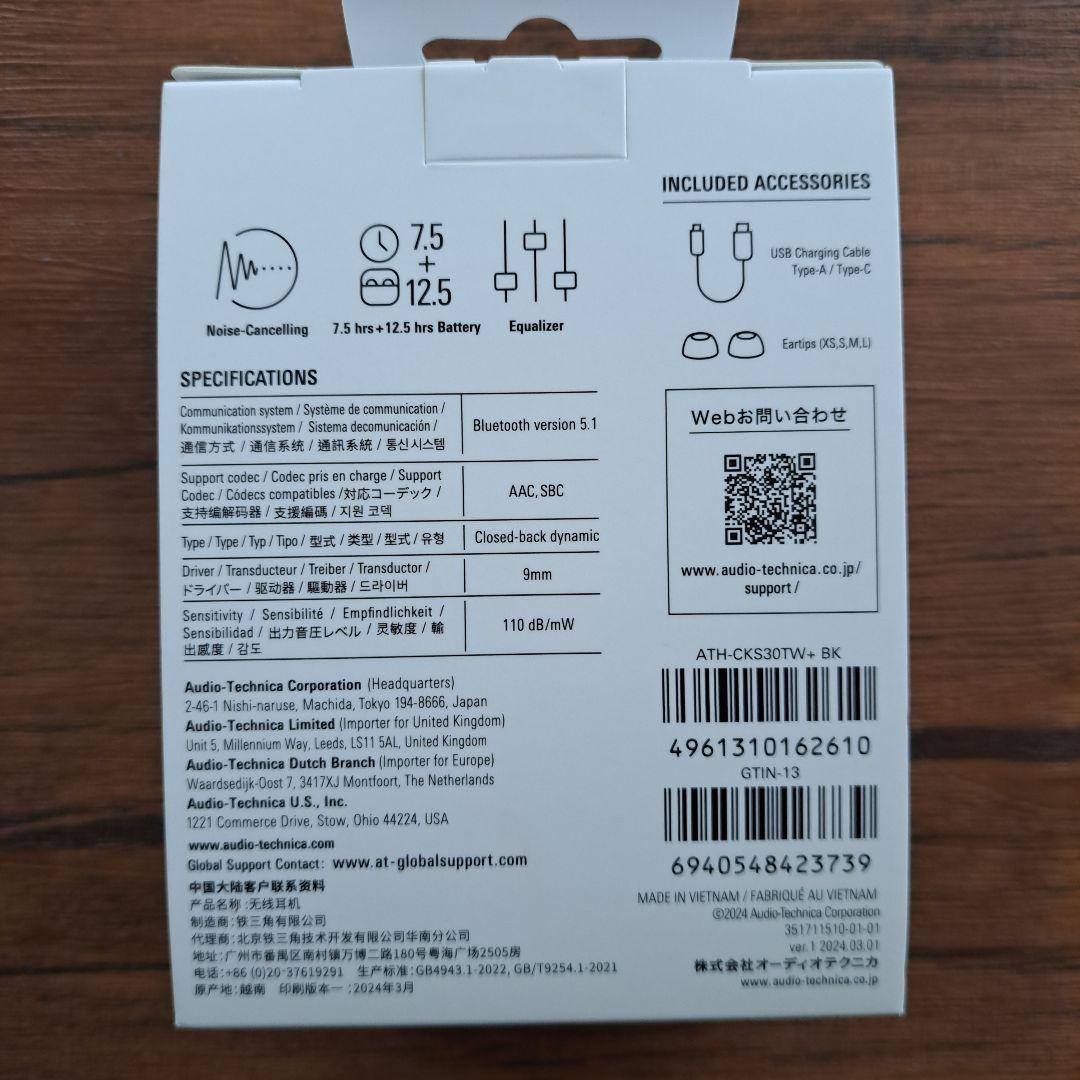 7.5
+
12.5
Noise-Cancelling
7.5 hrs+12.5 hrs Battery
Equalizer
INCLUDED ACCESSORIES
USB Charging Cable
Type-A / Type-C
Eartips (XS,S,M,L)
SPECIFICATIONS
Communication system / Système de communication /
Kommunikationssystem / Sistema decomunicación /
通信方式 / 通信系统 / 通訊系統 / 통신 시스템
Bluetooth version 5.1
Support codec / Codec pris en charge / Support
Codec / Códecs compatibles /対応コーデック /
支持编解码器 / 支援編碼 / 지원 코덱
AAC, SBC
Type / Type / Typ / Tipo / 型式 / 类型 / 型式 / 유형
Closed-back dynamic
Driver / Transducteur / Treiber / Transductor /
ドライバー / 驱动器 / 驅動器 / 드라이버
9mm
Sensitivity / Sensibilité / Empfindlichkeit /
Sensibilidad / 出力音圧レベル / 灵敏度 / 輸
出感度 / 감도
110 dB/mW
Webお問い合わせ
www.audio-technica.co.jp/
support/
Audio-Technica Corporation (Headquarters)
2-46-1 Nishi-naruse, Machida, Tokyo 194-8666, Japan
Audio-Technica Limited (Importer for United Kingdom)
Unit 5, Millennium Way, Leeds, LS11 5AL, United Kingdom
Audio-Technica Dutch Branch (Importer for Europe)
Waardsedijk-Oost 7, 3417XJ Montfoort, The Netherlands
Audio-Technica U.S., Inc.
1221 Commerce Drive, Stow, Ohio 44224, USA
www.audio-technica.com
Global Support Contact: www.at-globalsupport.com
中国大陆客户联系资料
产品名称:无线耳机
制造商:铁三角有限公司
代理商:北京铁三角技术开发有限公司华南分公司
地址:广州市番禺区南村镇万博二路180号粤海广场2505房
电话:+86 (0)20-37619291 生产标准:GB4943.1-2022, GB/T9254.1-2021
原产地:越南 印刷版本一:2024年3月
ATH-CKS30TW+ BK
4961310162610
GTIN-13
6940548423739
MADE IN VIETNAM / FABRIQUÉ AU VIETNAM
©2024 Audio-Technica Corporation
351711510-01-01
ver.1 2024.03.01
株式会社オーディオテクニカ
www.audio-technica.co.jp